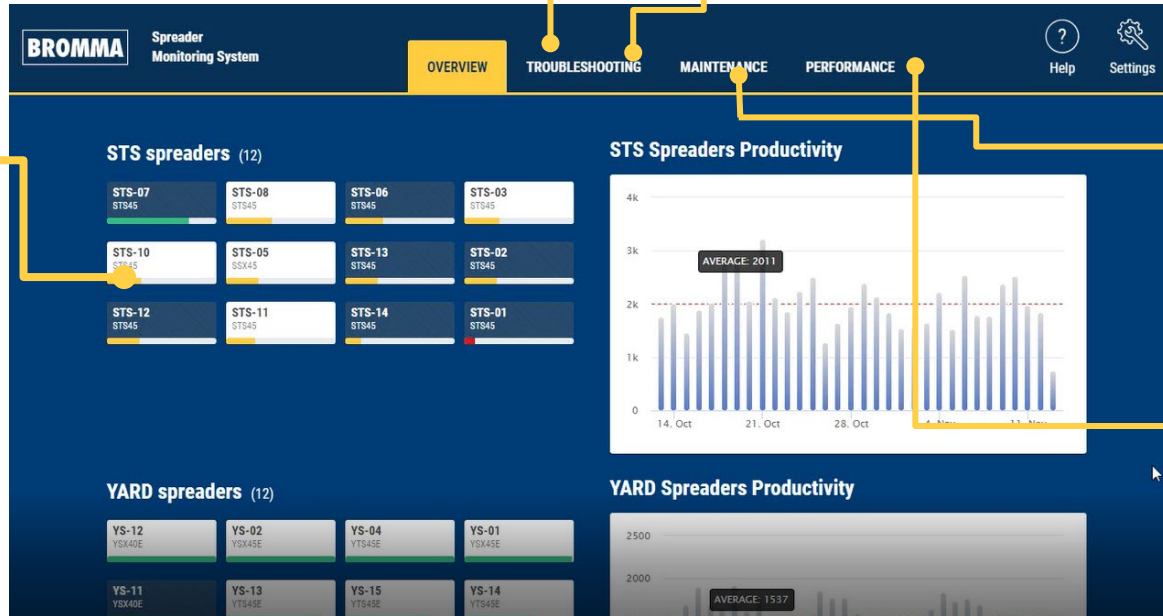 BROMMA
Spreader
Monitoring System
OVERVIEW
TROUBLESHOOTING
MAINTENANCE
PERFORMANCE
?
Help
Settings
STS spreaders (12)
STS-07
STS45
STS-08
STS45
STS-06
STS45
STS-03
STS45
STS-10
STS45
STS-05
SSX45
STS-13
STS45
STS-02
STS45
STS-12
STS45
STS-11
STS45
STS-14
STS45
STS-01
STS45
STS Spreaders Productivity
4k
3k
2k
1k
0
AVERAGE: 2011
14. Oct
21. Oct
28. Oct
4. Nov
11. Nov
YARD spreaders (12)
YS-12
YSX40E
YS-02
YSX45E
YS-04
YTS45E
YS-01
YSX45E
YS-11
YSX40E
YS-13
YTS45E
YS-15
YTS45E
YS-14
YTS45E
YARD Spreaders Productivity
2500
2000
AVERAGE: 1537